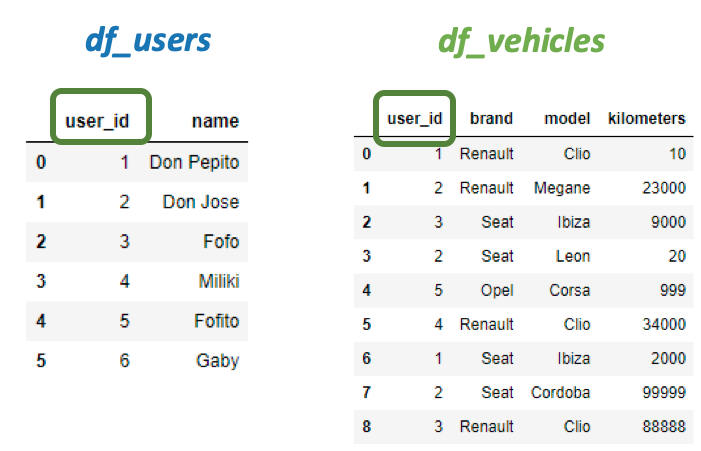 df_users
user_id name
0 1 Don Pepito
1 2 Don Jose
2 3 Fofo
3 4 Miliki
4 5 Fofito
5 6 Gaby
df_vehicles
user_id brand model kilometers
0 1 Renault Clio 10
1 2 Renault Megane 23000
2 3 Seat Ibiza 9000
3 2 Seat Leon 20
4 5 Opel Corsa 999
5 4 Renault Clio 34000
6 1 Seat Ibiza 2000
7 2 Seat Cordoba 99999
8 3 Renault Clio 88888